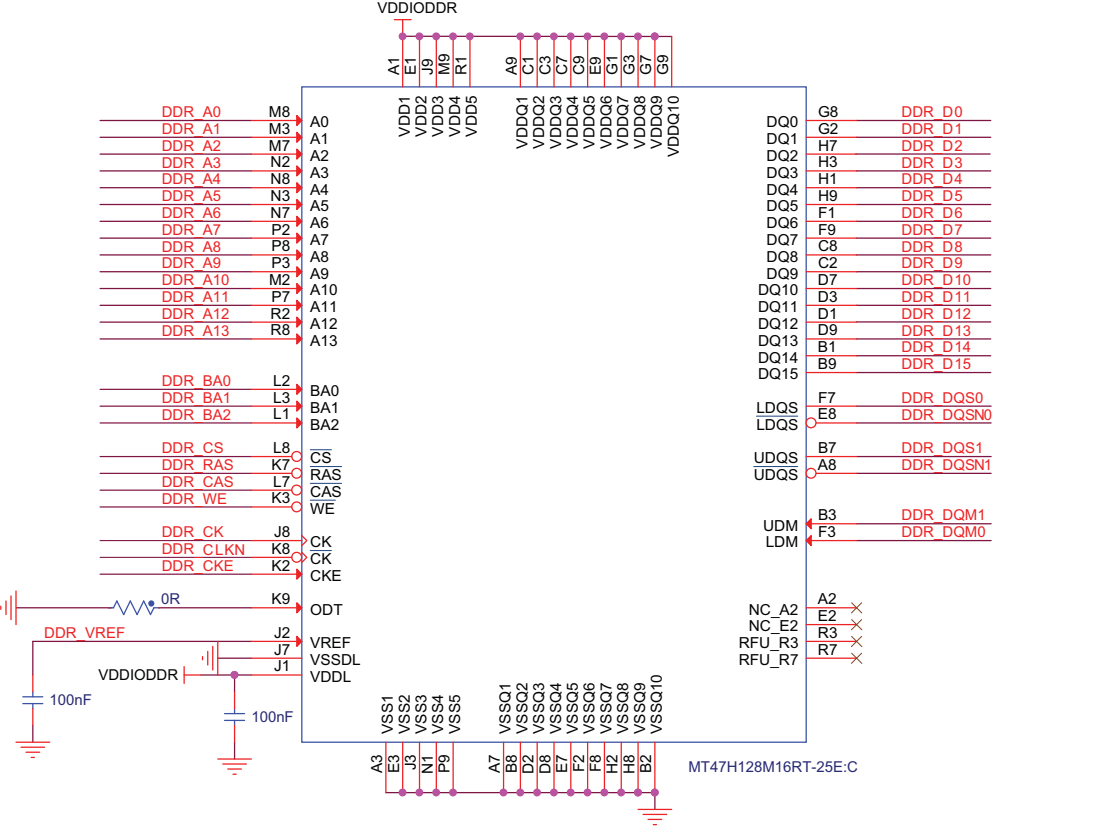 VDDIODDR
A1 E1 J9 M9 R1 A9 C1 C3 C7 C9 E9 G1 G3 G7 G9
VDD1 VDD2 VDD3 VDD4 VDD5 VDDQ1 VDDQ2 VDDQ3 VDDQ4 VDDQ5 VDDQ6 VDDQ7 VDDQ8 VDDQ9 VDDQ10
DDR_A0 M8 A0
DDR_A1 M3 A1
DDR_A2 M7 A2
DDR_A3 N2 A3
DDR_A4 N8 A4
DDR_A5 N3 A5
DDR_A6 N7 A6
DDR_A7 P2 A7
DDR_A8 P8 A8
DDR_A9 P3 A9
DDR_A10 M2 A10
DDR_A11 P7 A11
DDR_A12 R2 A12
DDR_A13 R8 A13
DDR_BA0 L2 BA0
DDR_BA1 L3 BA1
DDR_BA2 L1 BA2
DDR_CS L8 CS
DDR_RAS K7 RAS
DDR_CAS L7 CAS
DDR_WE K3 WE
DDR_CK J8 CK
DDR_CLKN K8 CK
DDR_CKE K2 CKE
0R K9 ODT
DDR_VREF J2 VREF
J7 VSSDL
VDDIODDR J1 VDDL
100nF
100nF
DQ0 G8 DDR_D0
DQ1 G2 DDR_D1
DQ2 H7 DDR_D2
DQ3 H3 DDR_D3
DQ4 H1 DDR_D4
DQ5 H9 DDR_D5
DQ6 F1 DDR_D6
DQ7 F9 DDR_D7
DQ8 C8 DDR_D8
DQ9 C2 DDR_D9
DQ10 D7 DDR_D10
DQ11 D3 DDR_D11
DQ12 D1 DDR_D12
DQ13 D9 DDR_D13
DQ14 B1 DDR_D14
DQ15 B9 DDR_D15
LDQS F7 DDR_DQS0
LDQS E8 DDR_DQSN0
UDQS B7 DDR_DQS1
UDQS A8 DDR_DQSN1
UDM B3 DDR_DQM1
LDM F3 DDR_DQM0
NC_A2 A2
NC_E2 E2
RFU_R3 R3
RFU_R7 R7
VSS1 VSS2 VSS3 VSS4 VSS5 VSSQ1 VSSQ2 VSSQ3 VSSQ4 VSSQ5 VSSQ6 VSSQ7 VSSQ8 VSSQ9 VSSQ10
A3 E3 J3 N1 P9 A7 B8 D2 D8 E7 F2 F8 H2 H8 B2
MT47H128M16RT-25E:C